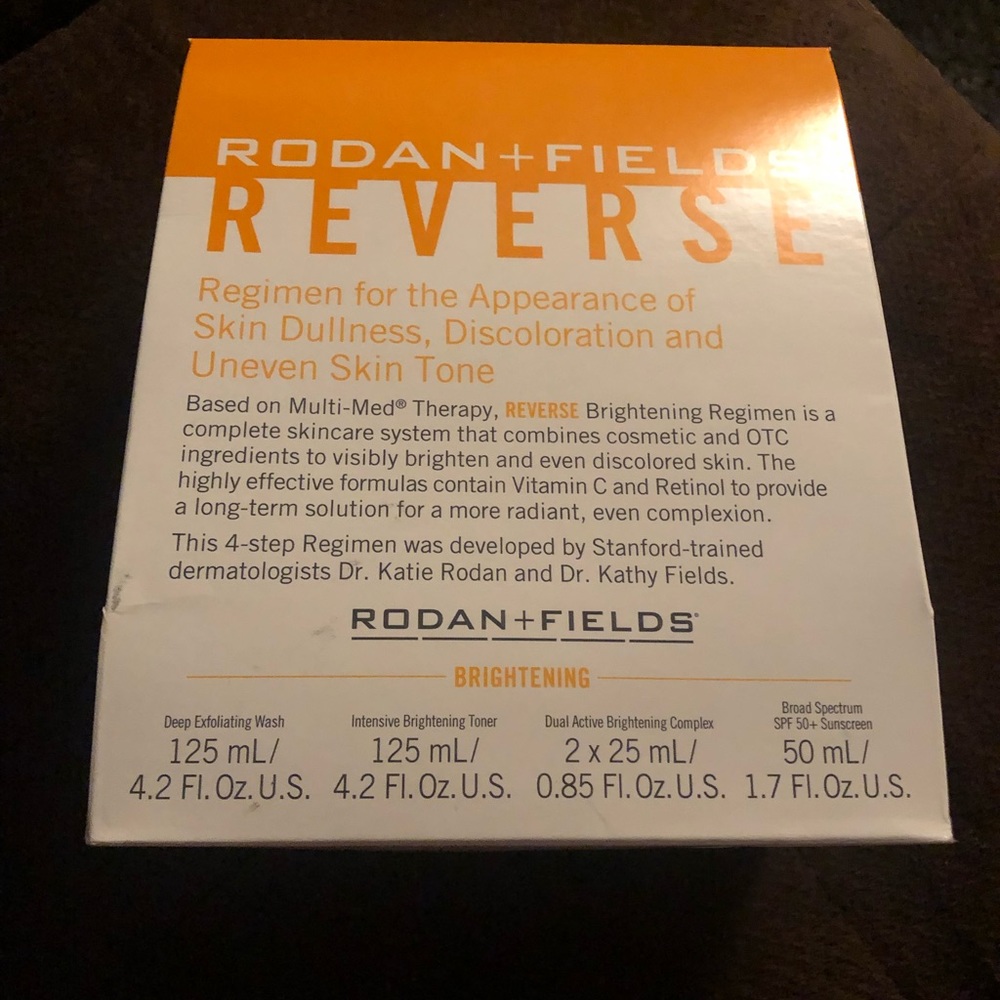 RODAN+FIELDS
REVERSE
Regimen for the Appearance of
Skin Dullness, Discoloration and
Uneven Skin Tone
Based on Multi-Med® Therapy, REVERSE Brightening Regimen is a
complete skincare system that combines cosmetic and OTC
ingredients to visibly brighten and even discolored skin. The
highly effective formulas contain Vitamin C and Retinol to provide
a long-term solution for a more radiant, even complexion.
This 4-step Regimen was developed by Stanford-trained
dermatologists Dr. Katie Rodan and Dr. Kathy Fields.
RODAN+FIELDS®
BRIGHTENING
Deep Exfoliating Wash
125 mL/
4.2 Fl. Oz. U.S.
Intensive Brightening Toner
125 mL/
4.2 Fl. Oz. U.S.
Dual Active Brightening Complex
2 x 25 mL/
0.85 Fl. Oz. U.S.
Broad Spectrum
SPF 50+ Sunscreen
50 mL/
1.7 Fl. Oz. U.S.